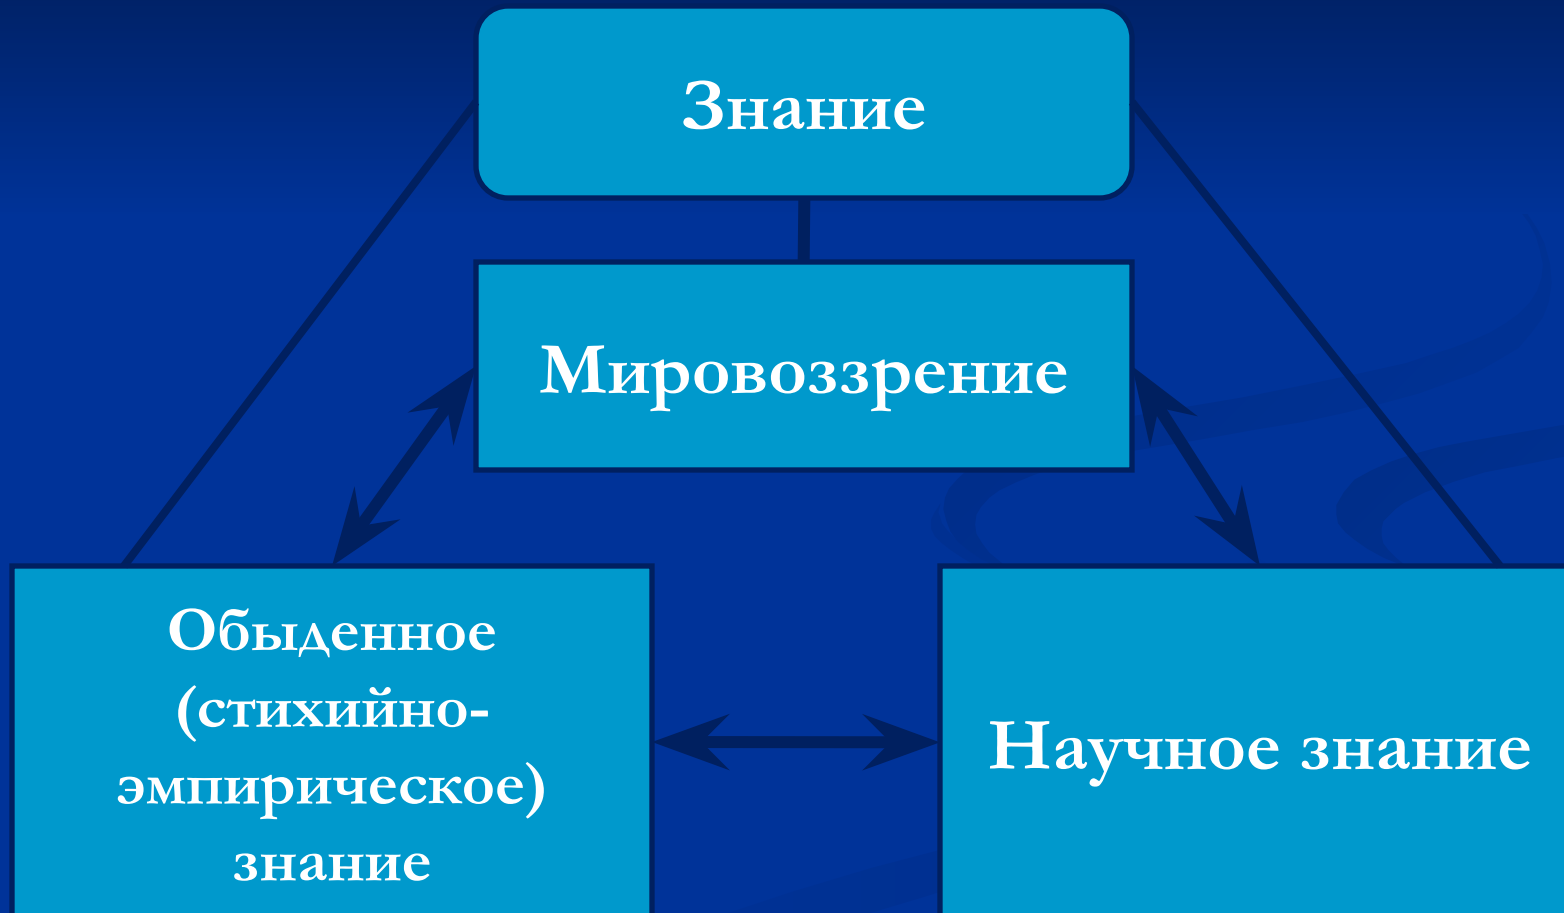 Знание
Мировоззрение
Обыденное
(стихийно-
эмпирическое)
знание
Научное знание